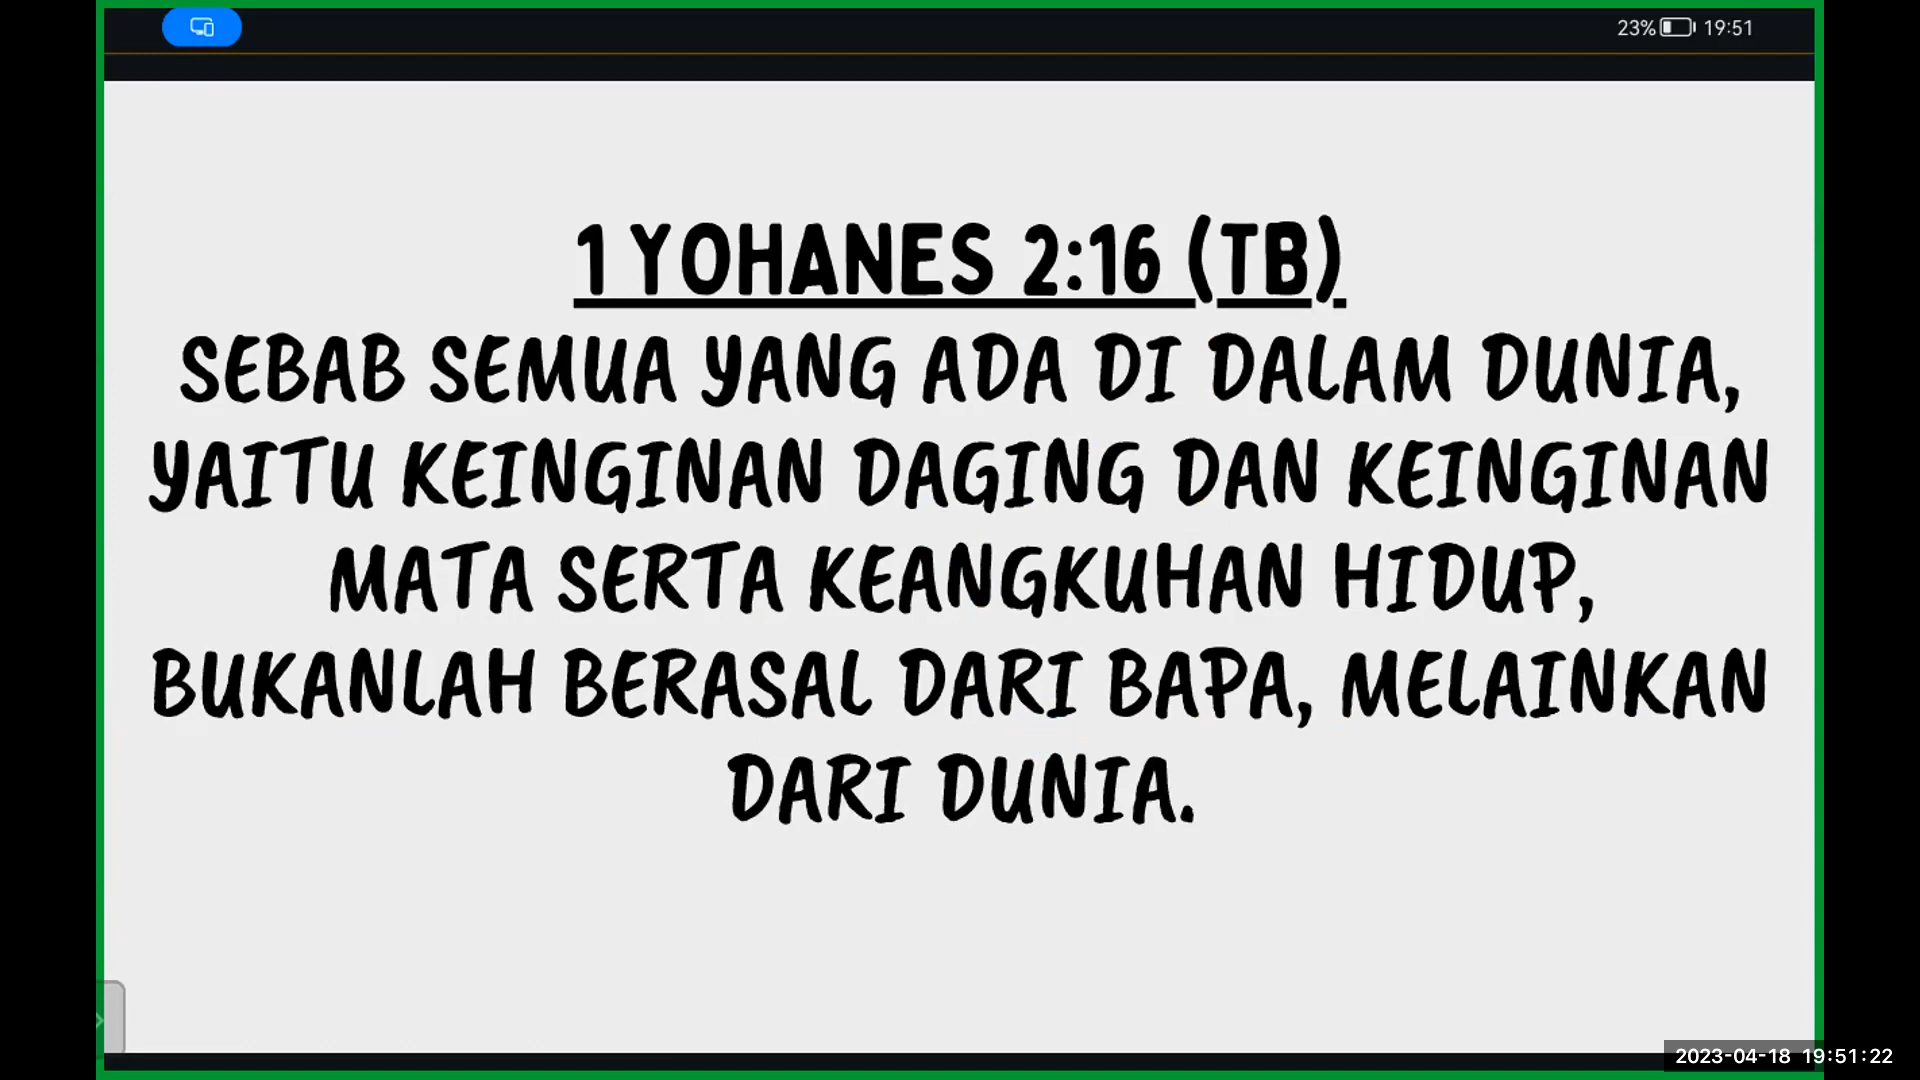 23% 19:51
1 YOHANES 2:16 (TB)
SEBAB SEMUA YANG ADA DI DALAM DUNIA,
YAITU KEINGINAN DAGING DAN KEINGINAN
MATA SERTA KEANGKUHAN HIDUP,
BUKANLAH BERASAL DARI BAPA, MELAINKAN
DARI DUNIA.
2023-04-18 19:51:22